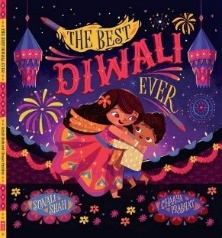 THE BEST
DIWALI
EVER
SONALI SHAH
CHAAYA PRABHAT